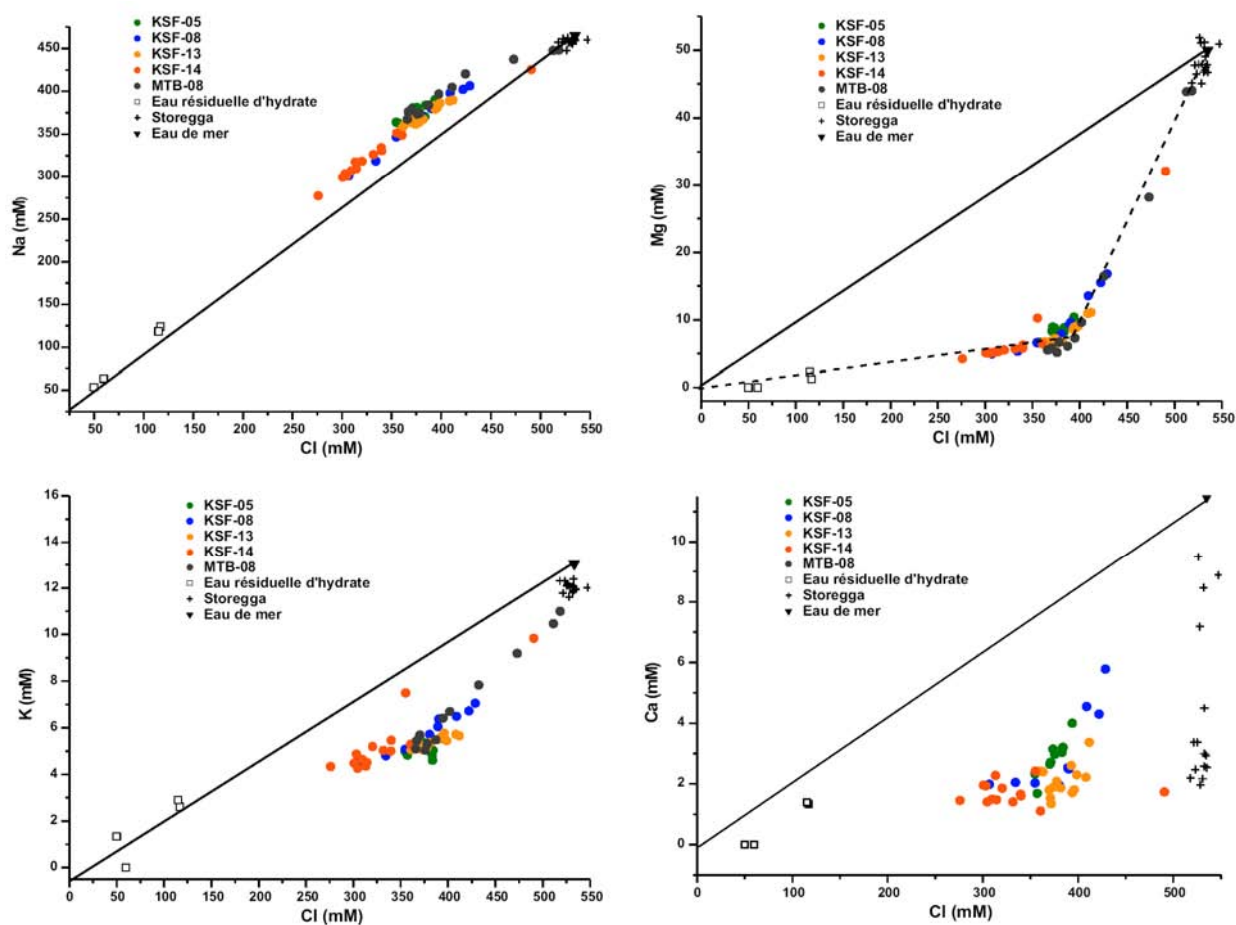 KSF-05
KSF-08
KSF-13
KSF-14
MTB-08
Eau résiduelle d'hydrate
Storegga
Eau de mer
450
400
350
300
250
200
150
100
50
Na (mM)
50 100 150 200 250 300 350 400 450 500 550
Cl (mM)
KSF-05
KSF-08
KSF-13
KSF-14
MTB-08
Eau résiduelle d'hydrate
Storegga
Eau de mer
50
40
30
20
10
0
Mg (mM)
0 50 100 150 200 250 300 350 400 450 500 550
Cl (mM)
KSF-05
KSF-08
KSF-13
KSF-14
MTB-08
Eau résiduelle d'hydrate
Storegga
Eau de mer
16
14
12
10
8
6
4
2
0
K (mM)
0 50 100 150 200 250 300 350 400 450 500 550
Cl (mM)
KSF-05
KSF-08
KSF-13
KSF-14
MTB-08
Eau résiduelle d'hydrate
Storegga
Eau de mer
10
8
6
4
2
0
Ca (mM)
0 100 200 300 400 500
Cl (mM)